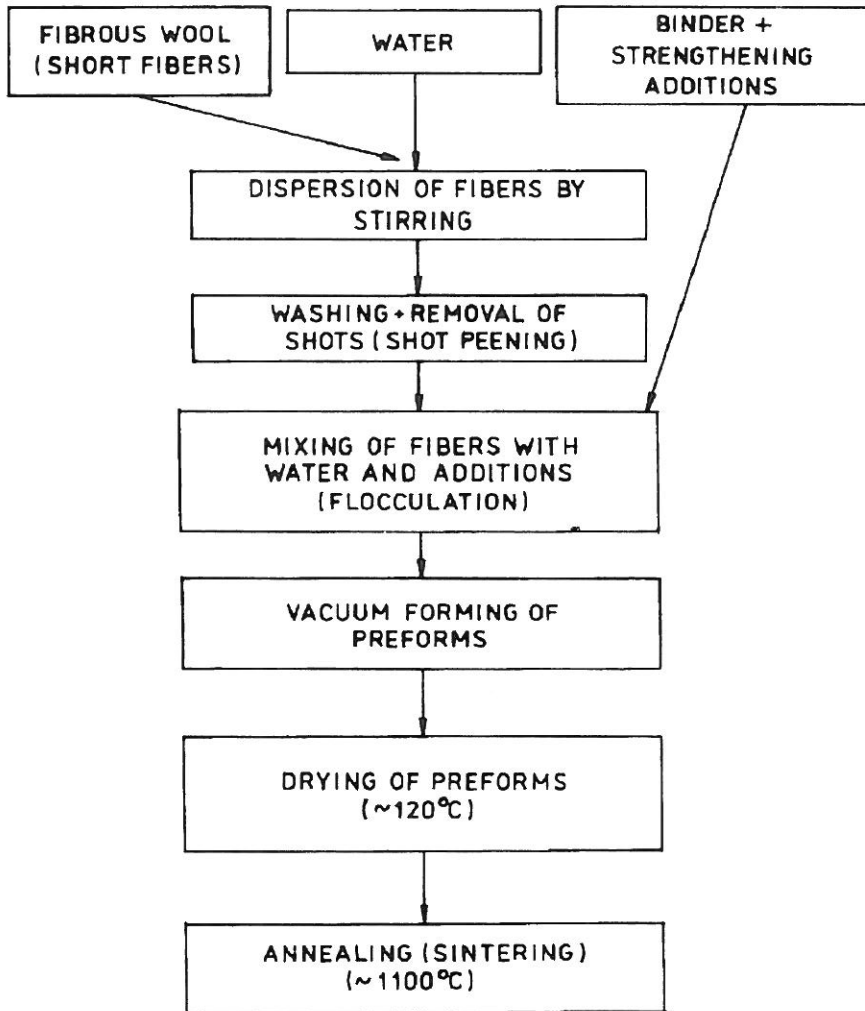 FIBROUS WOOL
(SHORT FIBERS)
WATER
BINDER +
STRENGTHENING
ADDITIONS
DISPERSION OF FIBERS BY
STIRRING
WASHING+REMOVAL OF
SHOTS (SHOT PEENING)
MIXING OF FIBERS WITH
WATER AND ADDITIONS
(FLOCCULATION)
VACUUM FORMING OF
PREFORMS
DRYING OF PREFORMS
(~120°C)
ANNEALING (SINTERING)
(~1100°C)